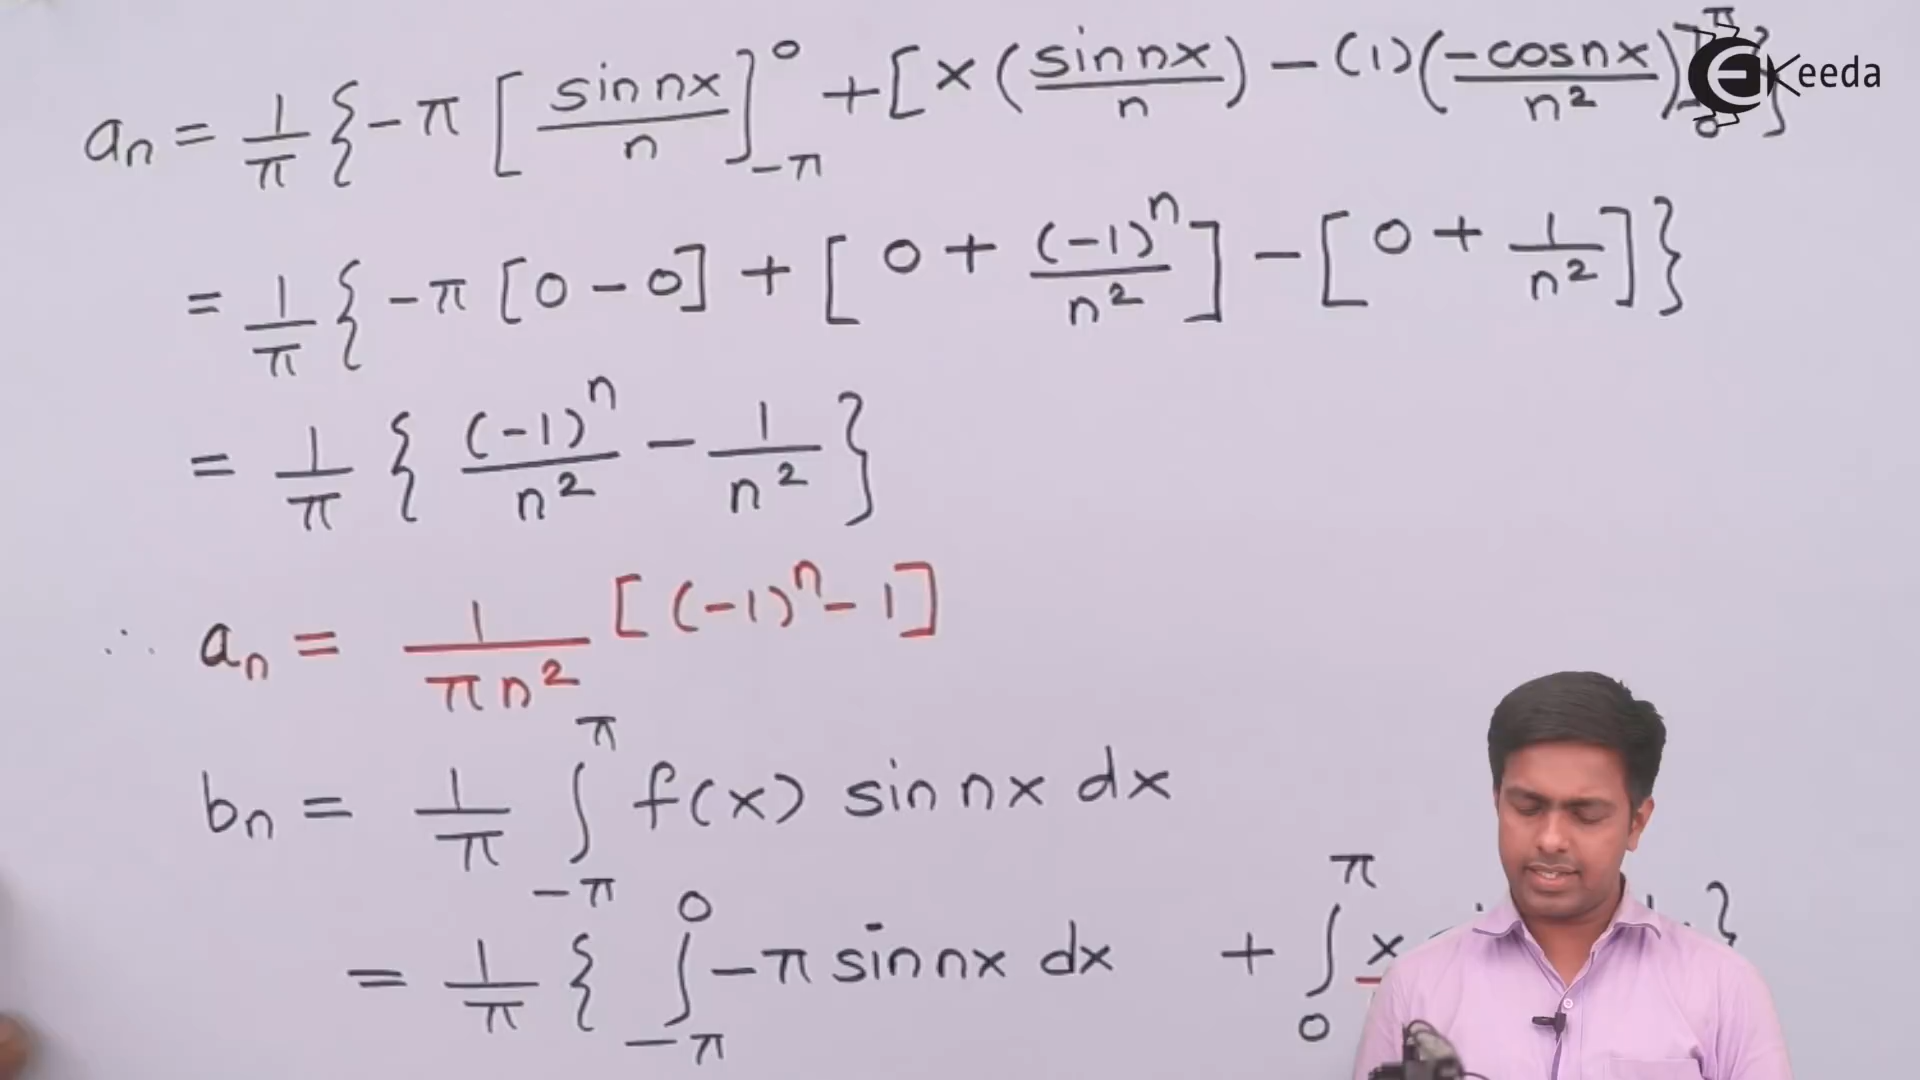 aₙ = 1/π { -π [ sin nx / n ]₋π⁰ + [ x ( sin nx / n ) - (1) ( -cos nx / n² ) ]₀^π }
Ekeeda
= 1/π { -π [0 - 0] + [ 0 + (-1)ⁿ / n² ] - [ 0 + 1/n² ] }
= 1/π { (-1)ⁿ / n² - 1/n² }
∴ aₙ = 1/πn² [ (-1)ⁿ - 1 ]
bₙ = 1/π ∫₋π^π f(x) sin nx dx
= 1/π { ∫₋π⁰ -π sin nx dx + ∫₀^π x }